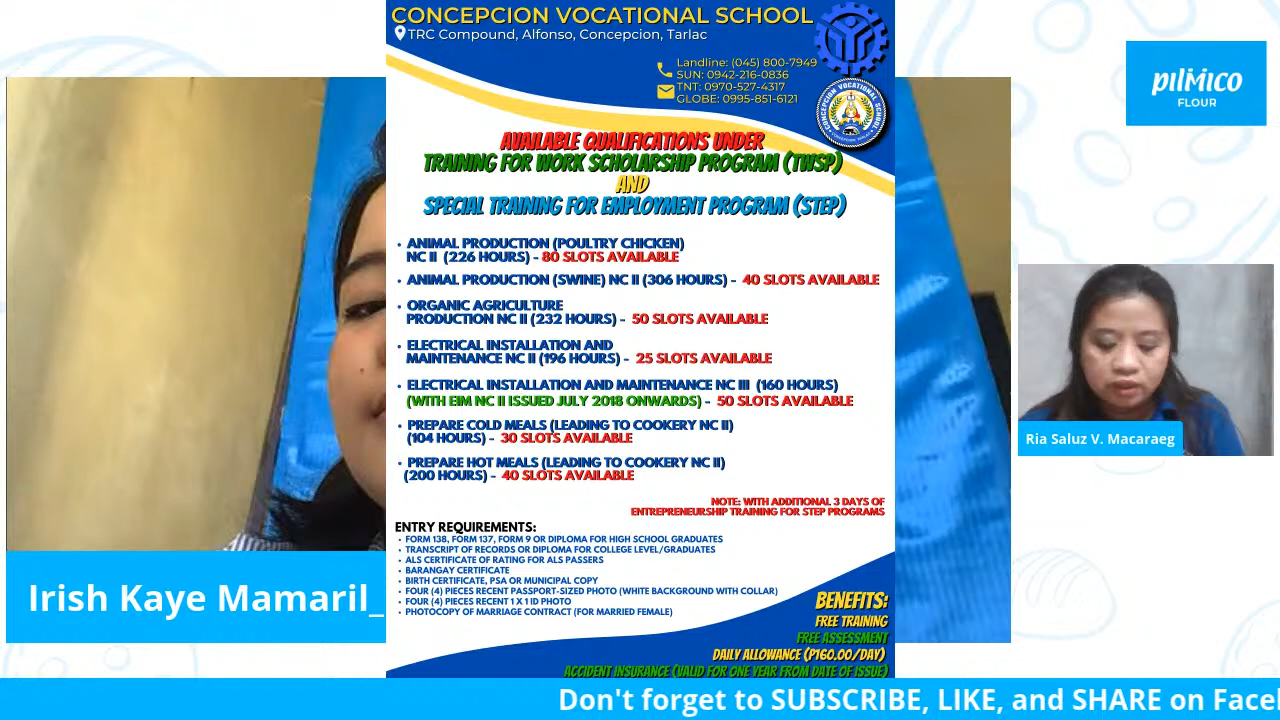 CONCEPCION VOCATIONAL SCHOOL
TRC Compound, Alfonso, Concepcion, Tarlac
Landline: (045) 800-7949
SUN: 0942-216-0836
TNT: 0970-527-4317
GLOBE: 0995-851-6121
CONCEPCION VOCATIONAL SCHOOL
CONCEPCION, TARLAC
AVAILABLE QUALIFICATIONS UNDER
TRAINING FOR WORK SCHOLARSHIP PROGRAM (TWSP)
AND
SPECIAL TRAINING FOR EMPLOYMENT PROGRAM (STEP)
• ANIMAL PRODUCTION (POULTRY CHICKEN)
NC II (226 HOURS) - 80 SLOTS AVAILABLE
• ANIMAL PRODUCTION (SWINE) NC II (306 HOURS) - 40 SLOTS AVAILABLE
• ORGANIC AGRICULTURE
PRODUCTION NC II (232 HOURS) - 50 SLOTS AVAILABLE
• ELECTRICAL INSTALLATION AND
MAINTENANCE NC II (196 HOURS) - 25 SLOTS AVAILABLE
• ELECTRICAL INSTALLATION AND MAINTENANCE NC III (160 HOURS)
(WITH EIM NC II ISSUED JULY 2018 ONWARDS) - 50 SLOTS AVAILABLE
• PREPARE COLD MEALS (LEADING TO COOKERY NC II)
(104 HOURS) - 30 SLOTS AVAILABLE
• PREPARE HOT MEALS (LEADING TO COOKERY NC II)
(200 HOURS) - 40 SLOTS AVAILABLE
NOTE: WITH ADDITIONAL 3 DAYS OF
ENTREPRENEURSHIP TRAINING FOR STEP PROGRAMS
ENTRY REQUIREMENTS:
• FORM 138, FORM 137, FORM 9 OR DIPLOMA FOR HIGH SCHOOL GRADUATES
• TRANSCRIPT OF RECORDS OR DIPLOMA FOR COLLEGE LEVEL/GRADUATES
• ALS CERTIFICATE OF RATING FOR ALS PASSERS
• BARANGAY CERTIFICATE
• BIRTH CERTIFICATE, PSA OR MUNICIPAL COPY
• FOUR (4) PIECES RECENT PASSPORT-SIZED PHOTO (WHITE BACKGROUND WITH COLLAR)
• FOUR (4) PIECES RECENT 1 X 1 ID PHOTO
• PHOTOCOPY OF MARRIAGE CONTRACT (FOR MARRIED FEMALE)
BENEFITS:
FREE TRAINING
FREE ASSESSMENT
DAILY ALLOWANCE (P160.00/DAY)
ACCIDENT INSURANCE (VALID FOR ONE YEAR FROM DATE OF ISSUE)
PILMICO
FLOUR
Ria Saluz V. Macaraeg
Irish Kaye Mamaril_
Don't forget to SUBSCRIBE, LIKE, and SHARE on Facel